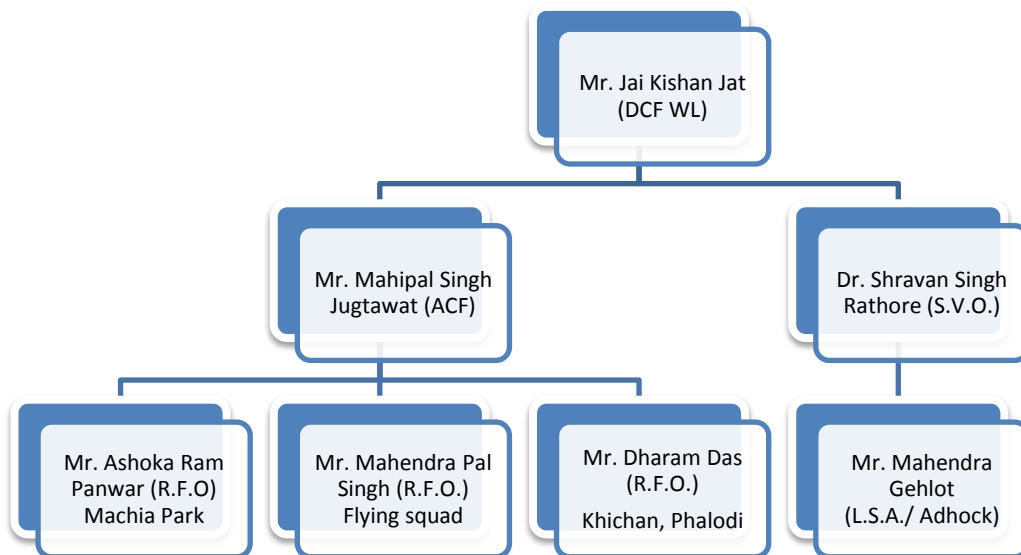 Mr. Jai Kishan Jat
(DCF WL)
Mr. Mahipal Singh
Jugtawat (ACF)
Dr. Shravan Singh
Rathore (S.V.O.)
Mr. Ashoka Ram
Panwar (R.F.O)
Machia Park
Mr. Mahendra Pal
Singh (R.F.O.)
Flying squad
Mr. Dharam Das
(R.F.O.)
Khichan, Phalodi
Mr. Mahendra
Gehlot
(L.S.A./ Adhock)